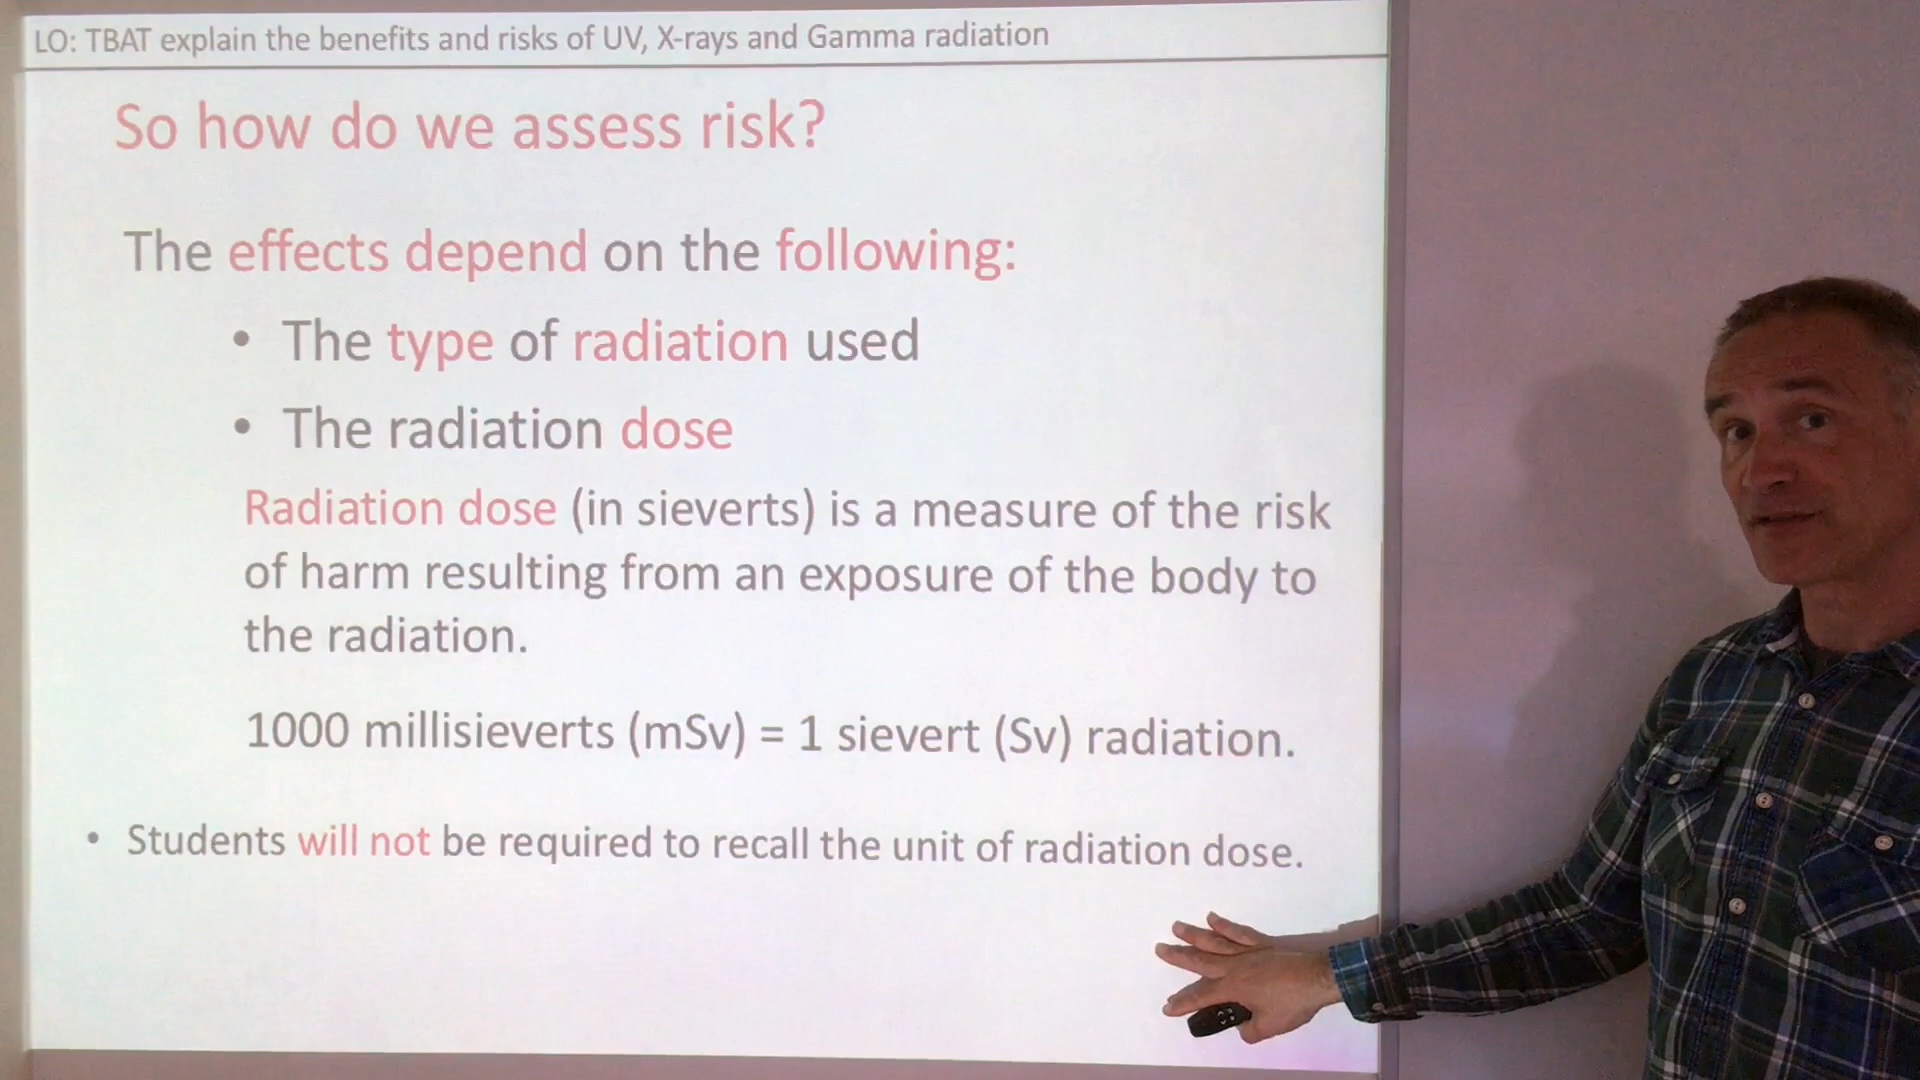 LO: TBAT explain the benefits and risks of UV, X-rays and Gamma radiation
So how do we assess risk?
The effects depend on the following:
• The type of radiation used
• The radiation dose
Radiation dose (in sieverts) is a measure of the risk
of harm resulting from an exposure of the body to
the radiation.
1000 millisieverts (mSv) = 1 sievert (Sv) radiation.
• Students will not be required to recall the unit of radiation dose.